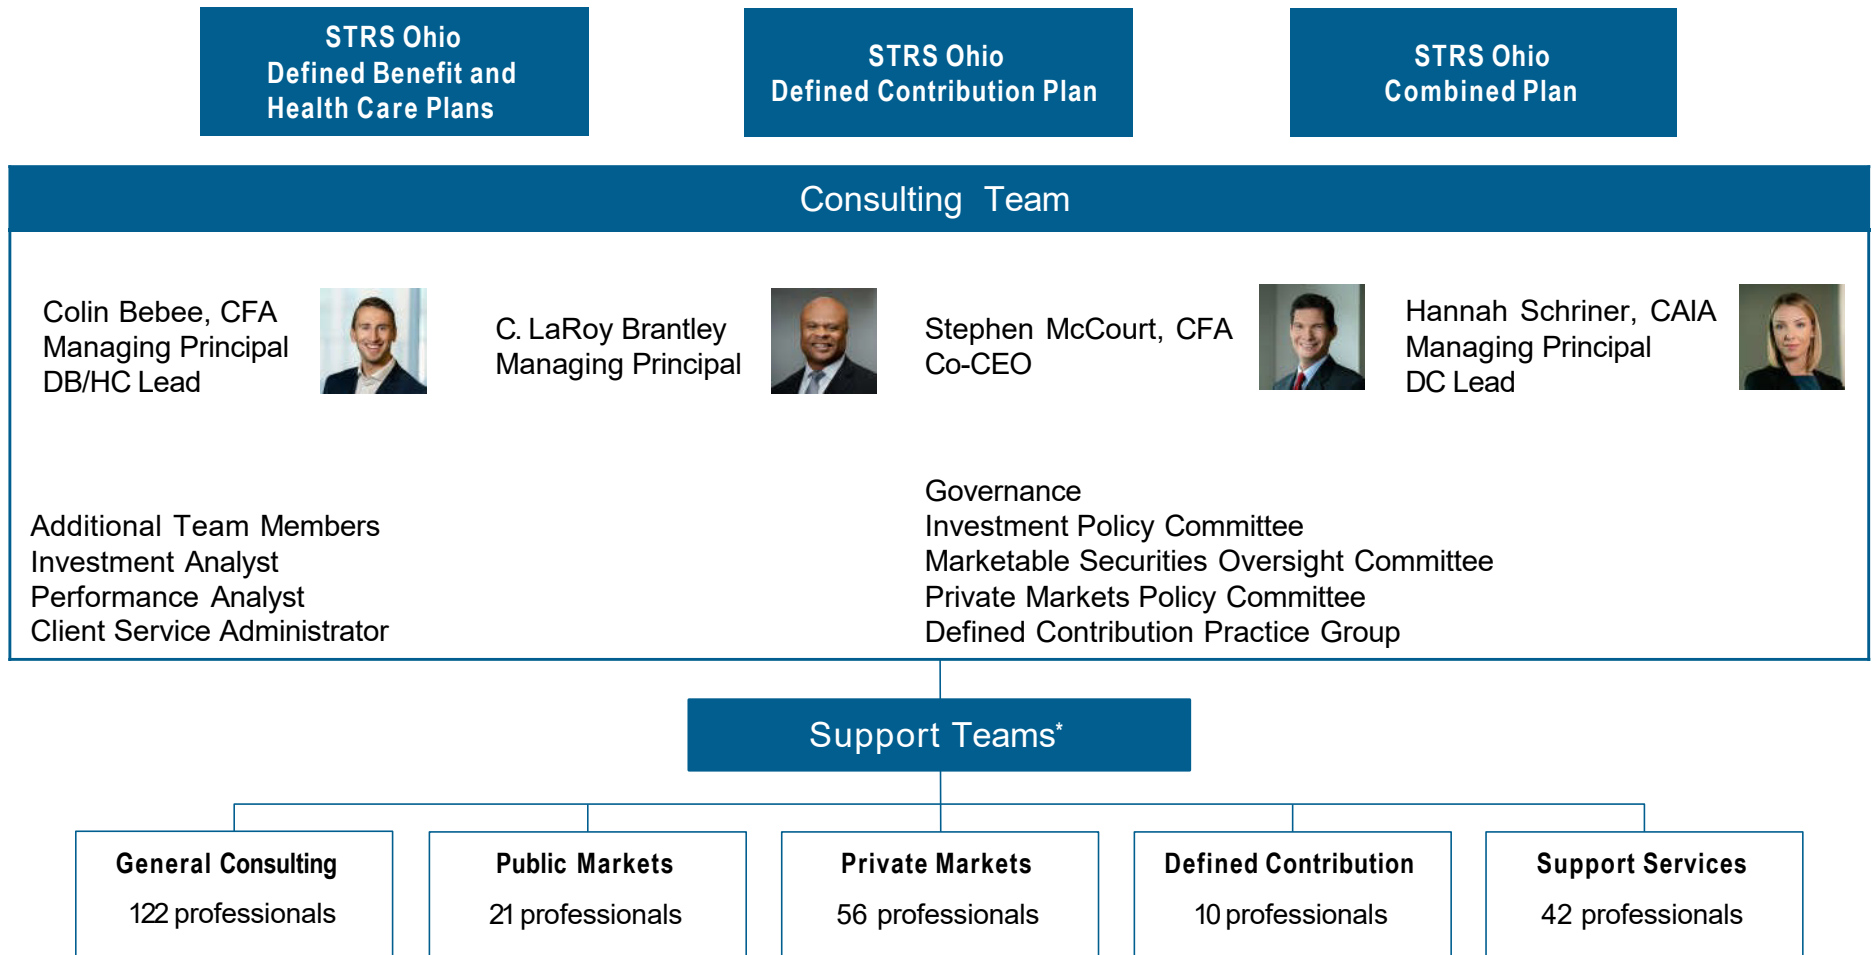 STRS Ohio
Defined Benefit and
Health Care Plans
STRS Ohio
Defined Contribution Plan
STRS Ohio
Combined Plan
Consulting Team
Colin Bebee, CFA
Managing Principal
DB/HC Lead
C. LaRoy Brantley
Managing Principal
Stephen McCourt, CFA
Co-CEO
Hannah Schriner, CAIA
Managing Principal
DC Lead
Additional Team Members
Investment Analyst
Performance Analyst
Client Service Administrator
Governance
Investment Policy Committee
Marketable Securities Oversight Committee
Private Markets Policy Committee
Defined Contribution Practice Group
Support Teams*
General Consulting
122 professionals
Public Markets
21 professionals
Private Markets
56 professionals
Defined Contribution
10 professionals
Support Services
42 professionals